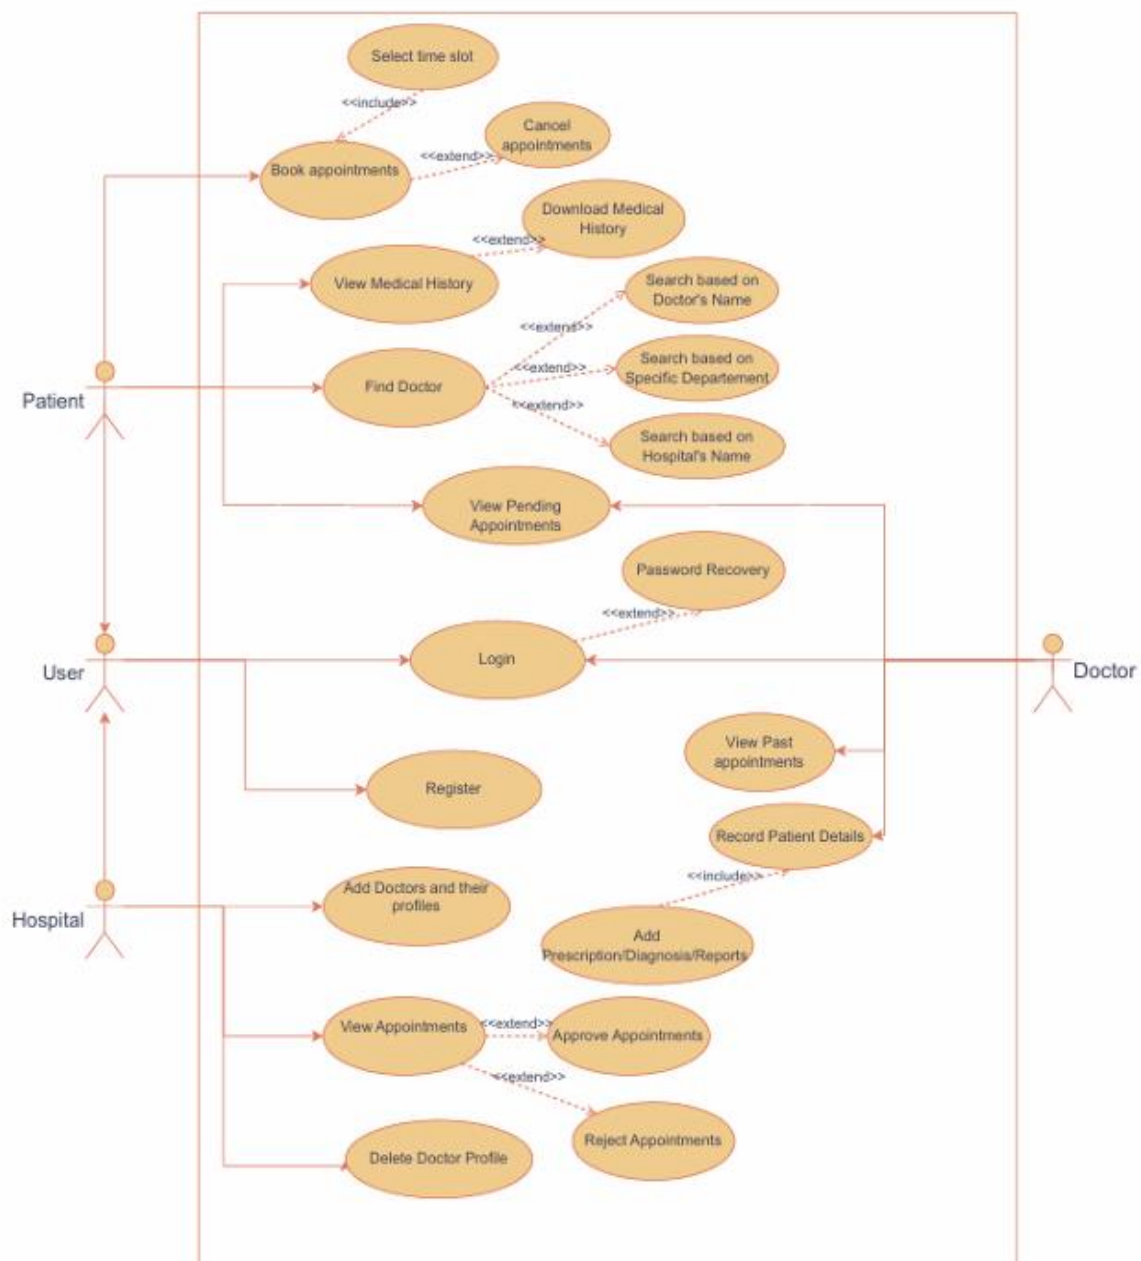 Select time slot
<<include>>
Cancel
appointments
<<extend>>
Book appointments
Download Medical
History
<<extend>>
View Medical History
Search based on
Doctor's Name
<<extend>>
Search based on
Specific Departement
<<extend>>
Find Doctor
Patient
<<extend>>
Search based on
Hospital's Name
View Pending
Appointments
Password Recovery
<<extend>>
Login
User
Doctor
View Past
appointments
Register
Record Patient Details
<<include>>
Add Doctors and their
profiles
Hospital
Add
Prescription/Diagnosis/Reports
View Appointments
<<extend>>
Approve Appointments
<<extend>>
Reject Appointments
Delete Doctor Profile